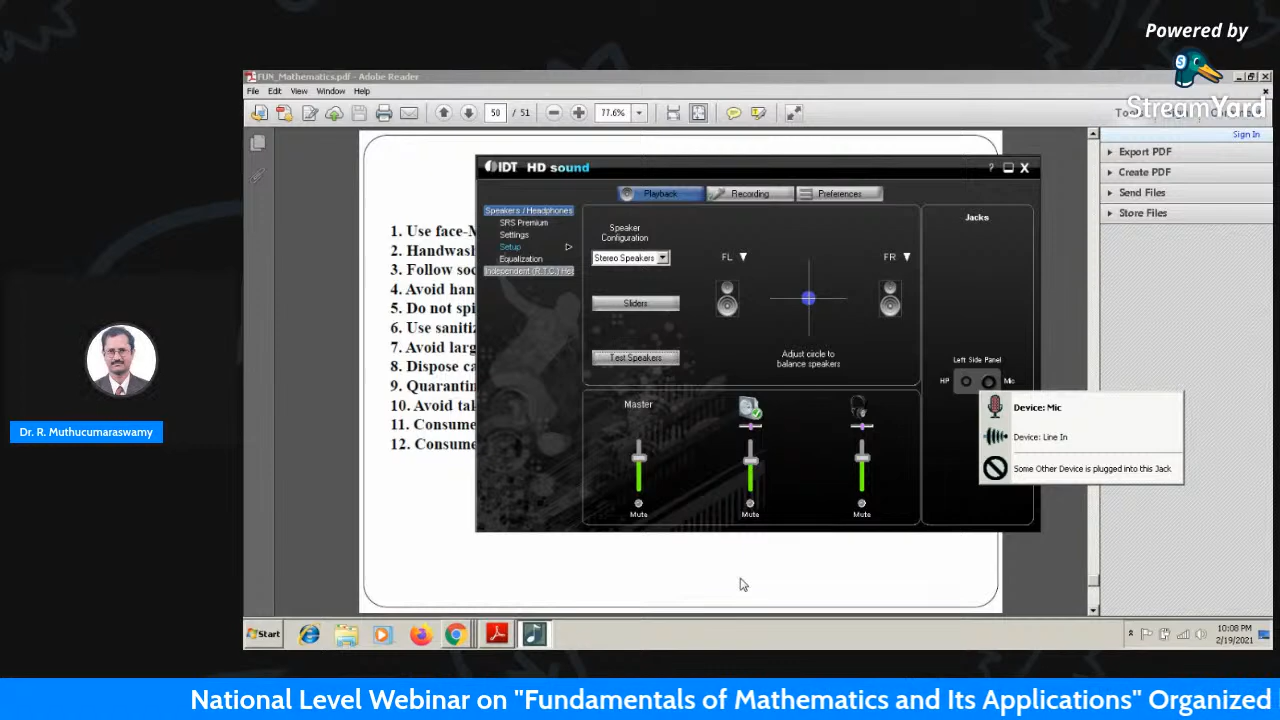 Powered by
StreamYard
FUN_Mathematics.pdf - Adobe Reader
File Edit View Window Help
50 / 51 77.6%
Sign In
Export PDF
Create PDF
Send Files
Store Files
1. Use face-M
2. Handwash
3. Follow soc
4. Avoid han
5. Do not spi
6. Use sanitiz
7. Avoid larg
8. Dispose ca
9. Quarantin
10. Avoid tal
11. Consume
12. Consume
IDT HD sound
? X
Playback Recording Preferences
Speakers / Headphones
SRS Premium
Settings
Setup
Equalization
Independent (R.T.C.) He
Speaker
Configuration
Stereo Speakers
Sliders
Test Speakers
FL FR
Adjust circle to
balance speakers
Master
Mute Mute Mute
Jacks
Left Side Panel
HP Mic
Device: Mic
Device: Line In
Some Other Device is plugged into this Jack
Dr. R. Muthucumaraswamy
Start
10:08 PM
2/19/2021
National Level Webinar on "Fundamentals of Mathematics and Its Applications" Organized